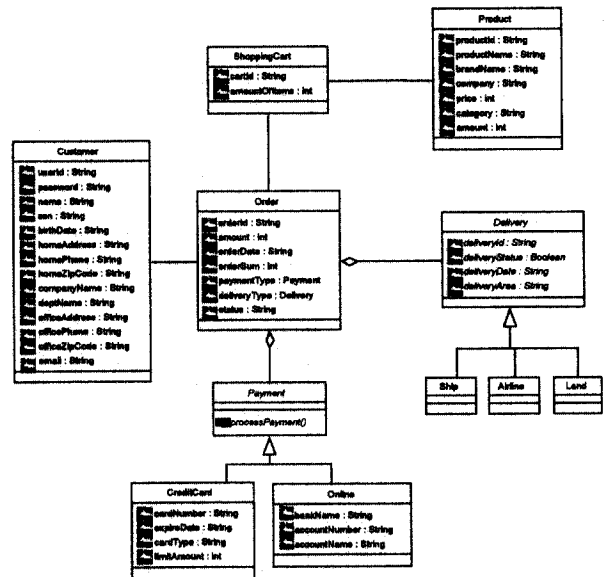 Product
productId : String
productName : String
brandName : String
company : String
price : int
category : String
amount : int
ShoppingCart
cartId : String
amountOfItems : int
Customer
userId : String
password : String
name : String
ssn : String
birthDate : String
homeAddress : String
homePhone : String
homeZipCode : String
companyName : String
deptName : String
officeAddress : String
officePhone : String
officeZipCode : String
email : String
Order
orderId : String
amount : int
orderDate : String
orderSum : int
paymentType : Payment
deliveryType : Delivery
status : String
Delivery
deliveryId : String
deliveryStatus : Boolean
deliveryDate : String
deliveryArea : String
Ship
Airline
Land
Payment
processPayment()
CreditCard
cardNumber : String
expireDate : String
cardType : String
limitAmount : int
Online
bankName : String
accountNumber : String
accountName : String